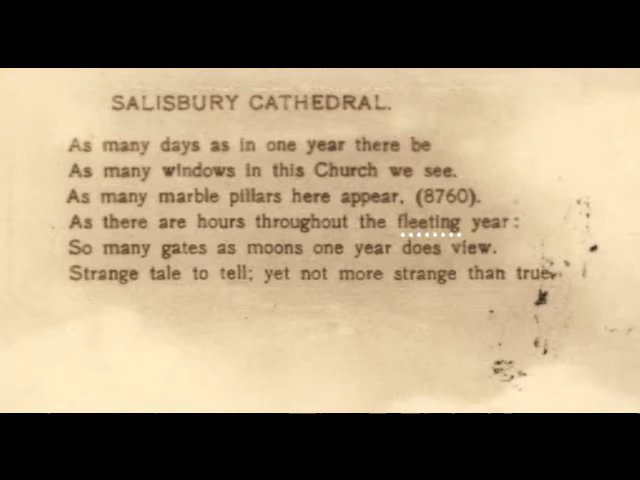 SALISBURY CATHEDRAL.
As many days as in one year there be
As many windows in this Church we see.
As many marble pillars here appear, (8760).
As there are hours throughout the fleeting year:
So many gates as moons one year does view.
Strange tale to tell; yet not more strange than true.